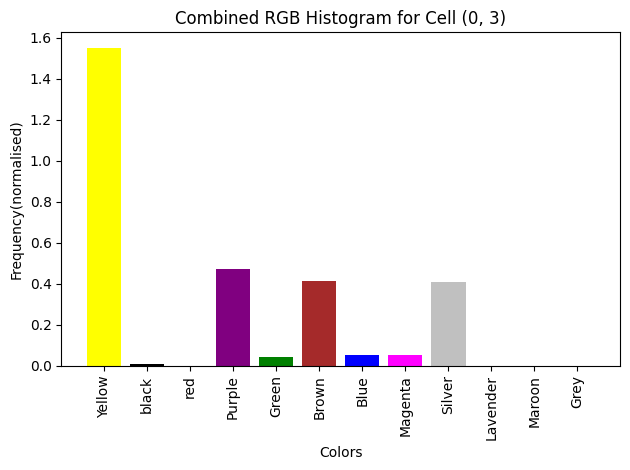 Combined RGB Histogram for Cell (0, 3)
Frequency(normalised)
1.6
1.4
1.2
1.0
0.8
0.6
0.4
0.2
0.0
Yellow
black
red
Purple
Green
Brown
Blue
Magenta
Silver
Lavender
Maroon
Grey
Colors